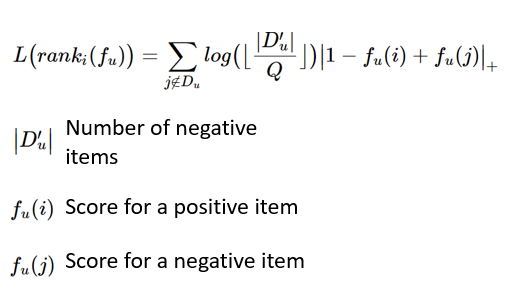 L(rank_i(f_u)) = ∑_{j∉D_u} log(⌊|D'_u|/Q⌋)|1 − f_u(i) + f_u(j)|_+
|D'_u| Number of negative
items
f_u(i) Score for a positive item
f_u(j) Score for a negative item